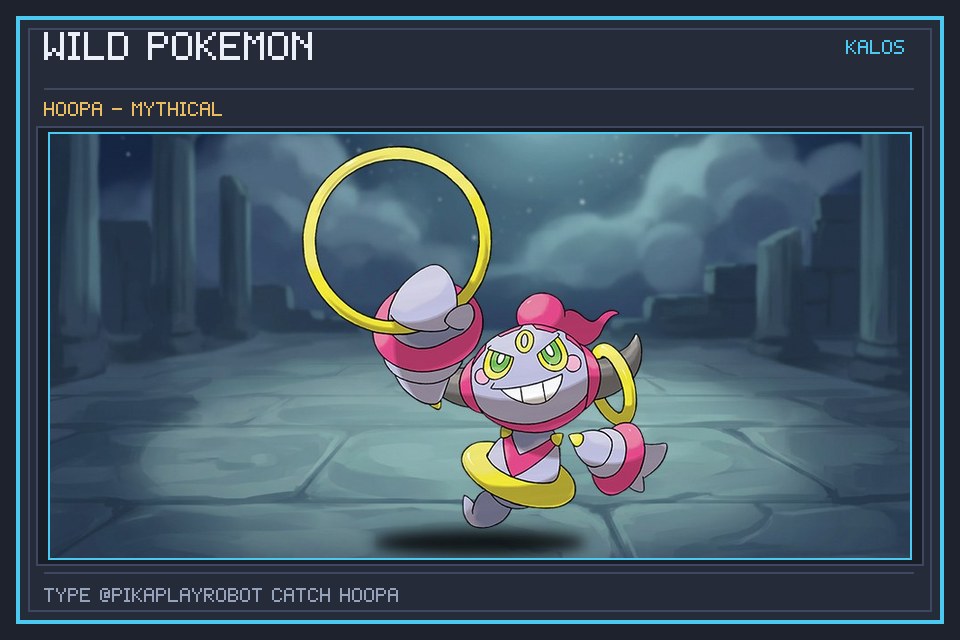 WILD POKEMON
KALOS
HOOPA - MYTHICAL
TYPE @PIKAPLAYROBOT CATCH HOOPA